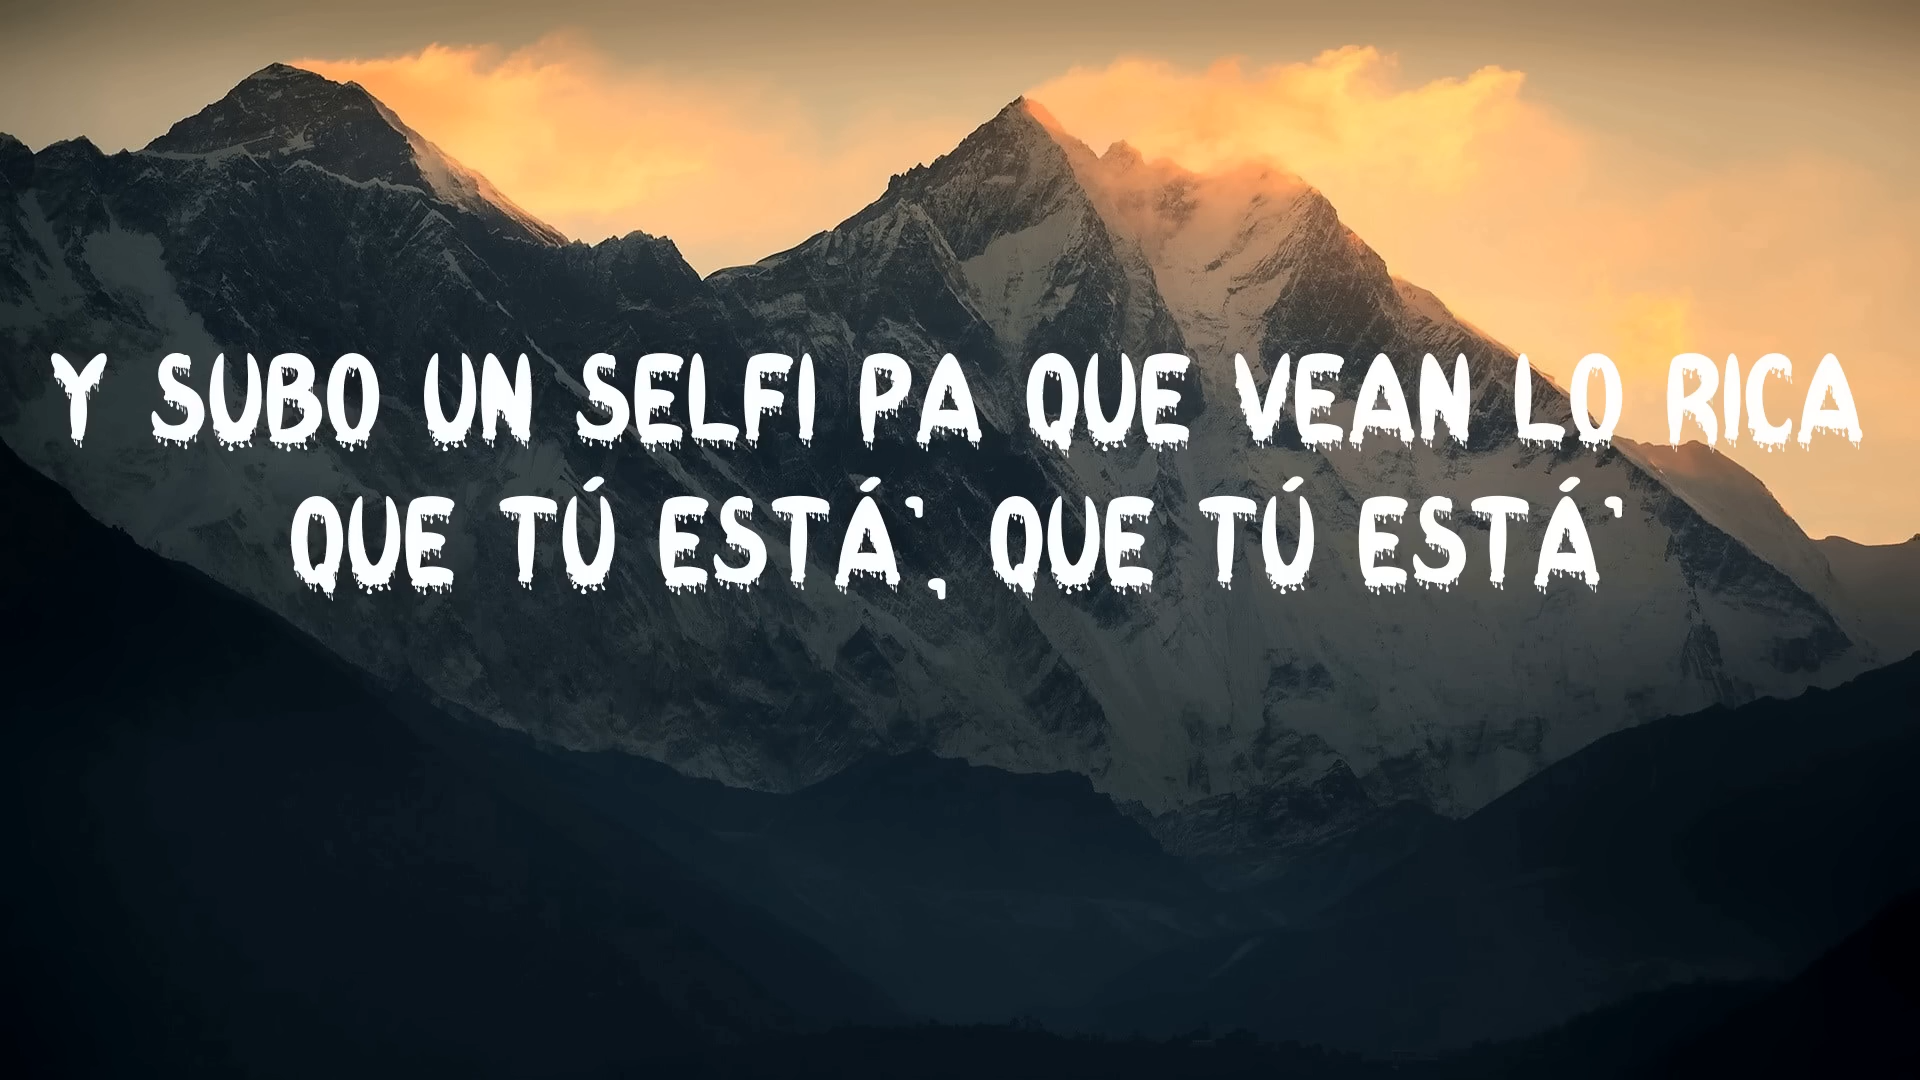 Y SUBO UN SELFI PA QUE VEAN LO RICA
QUE TÚ ESTÁ', QUE TÚ ESTÁ'